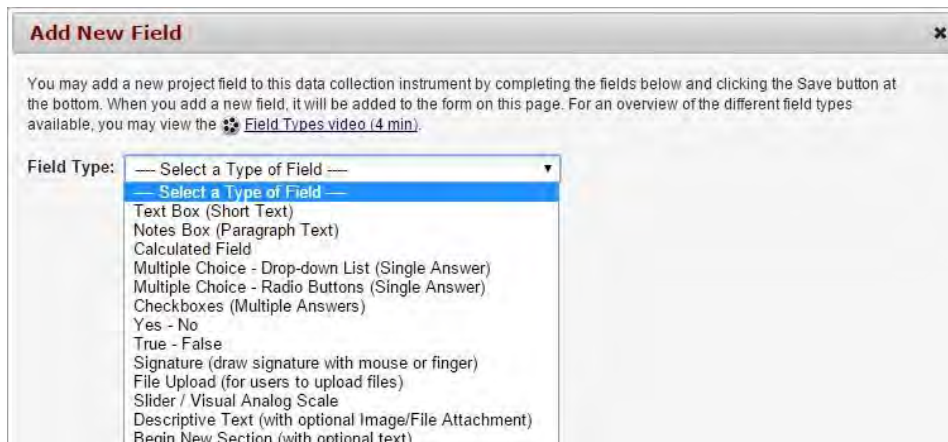 Add New Field
×
You may add a new project field to this data collection instrument by completing the fields below and clicking the Save button at
the bottom. When you add a new field, it will be added to the form on this page. For an overview of the different field types
available, you may view the Field Types video (4 min).
Field Type: --- Select a Type of Field ---
--- Select a Type of Field ---
Text Box (Short Text)
Notes Box (Paragraph Text)
Calculated Field
Multiple Choice - Drop-down List (Single Answer)
Multiple Choice - Radio Buttons (Single Answer)
Checkboxes (Multiple Answers)
Yes - No
True - False
Signature (draw signature with mouse or finger)
File Upload (for users to upload files)
Slider / Visual Analog Scale
Descriptive Text (with optional Image/File Attachment)
Begin New Section (with optional text)